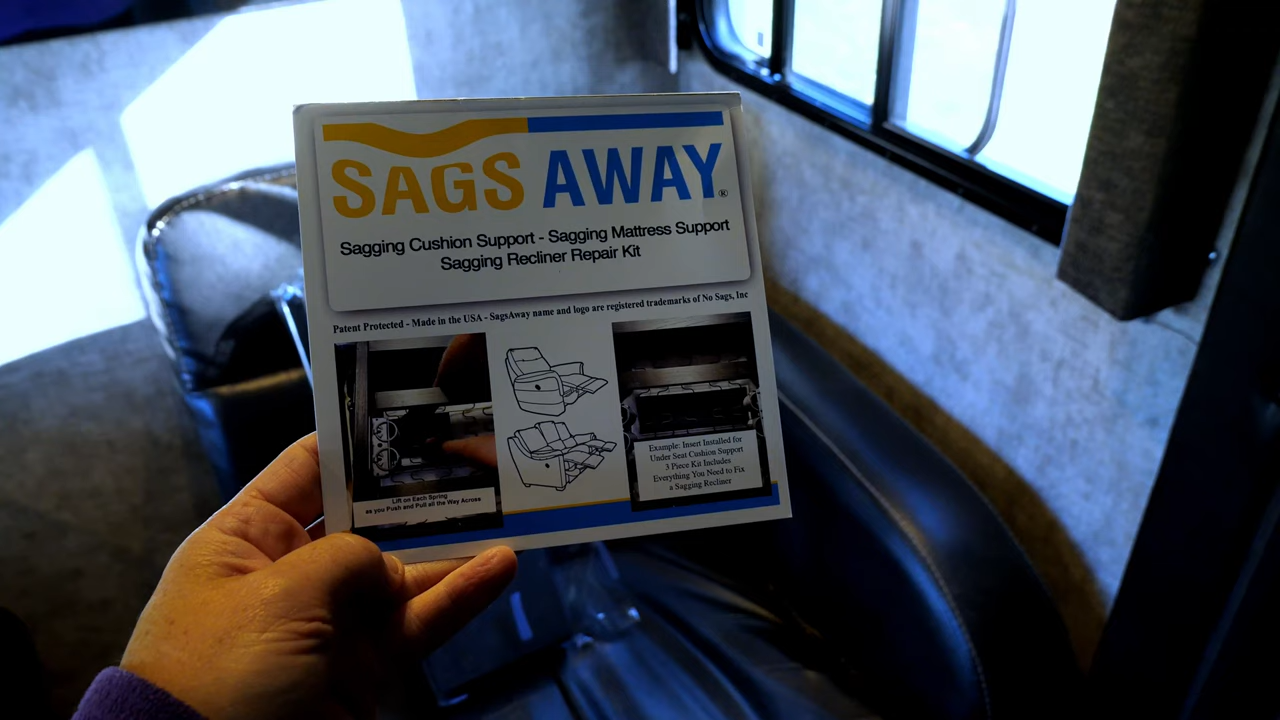 SAGS AWAY®
Sagging Cushion Support - Sagging Mattress Support
Sagging Recliner Repair Kit
Patent Protected - Made in the USA - SagsAway name and logo are registered trademarks of No Sags, Inc
Lift on Each Spring
as you Push and Pull all the Way Across
Example: Insert Installed for
Under Seat Cushion Support
3 Piece Kit Includes
Everything You Need to Fix
a Sagging Recliner